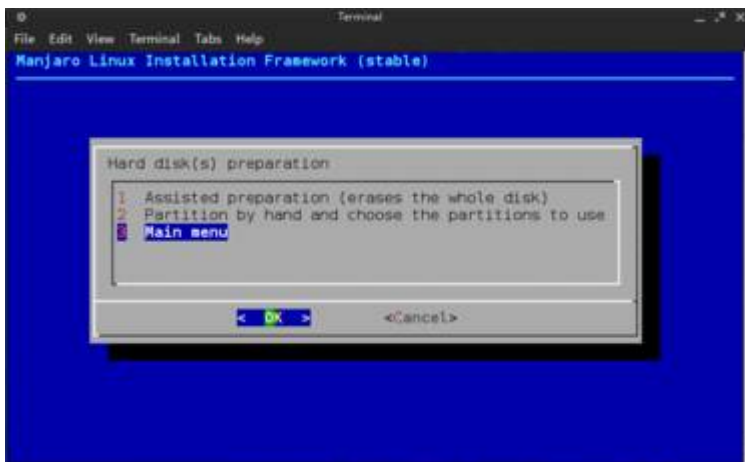 Terminal
File Edit View Terminal Tabs Help
Manjaro Linux Installation Framework (stable)
Hard disk(s) preparation
1 Assisted preparation (erases the whole disk)
2 Partition by hand and choose the partitions to use
3 Main menu
< OK > <Cancel>